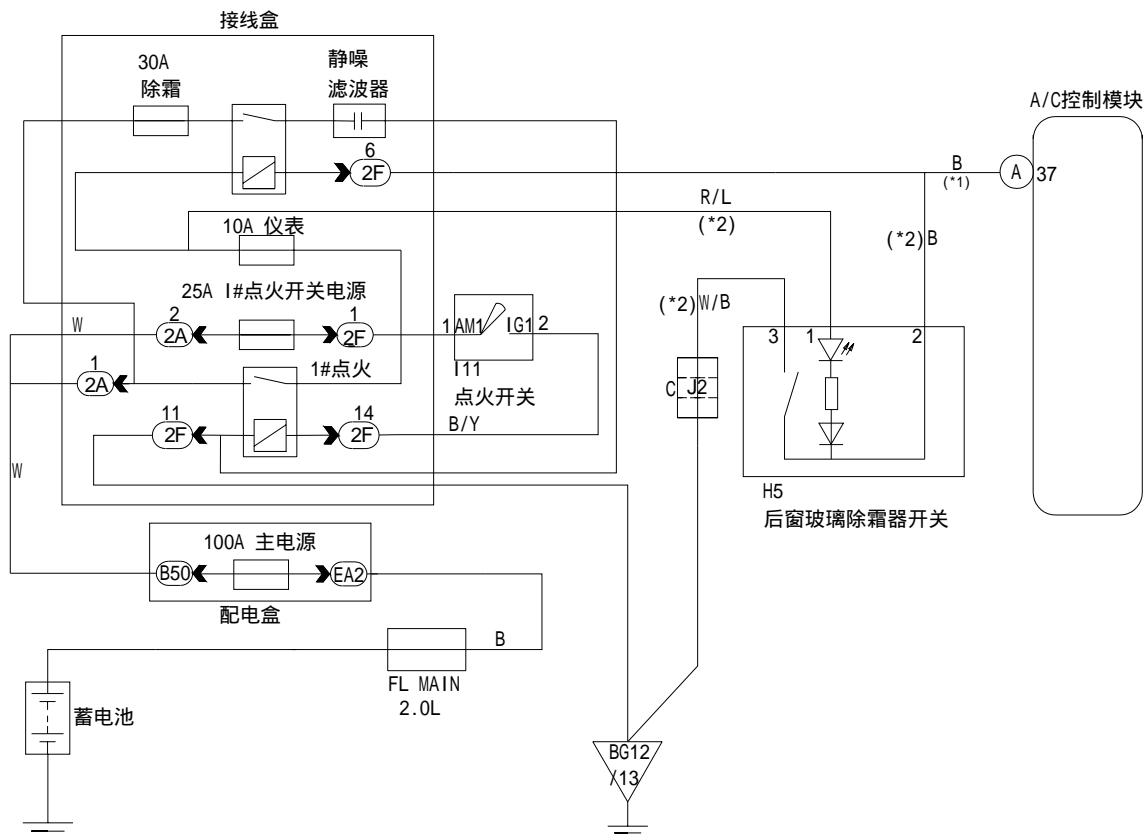 接线盒
30A
除霜
静噪
滤波器
A/C控制模块
6
2F
B
(*1)
A
37
R/L
(*2)
10A 仪表
(*2)
B
25A I#点火开关电源
(*2)
W/B
W
2
2A
1
2F
1
AM1
IG1
2
3
1
2
1
2A
1#点火
I11
点火开关
C
J2
11
2F
14
2F
B/Y
W
H5
后窗玻璃除霜器开关
100A 主电源
B50
EA2
配电盒
B
FL MAIN
2.0L
蓄电池
BG12
/13